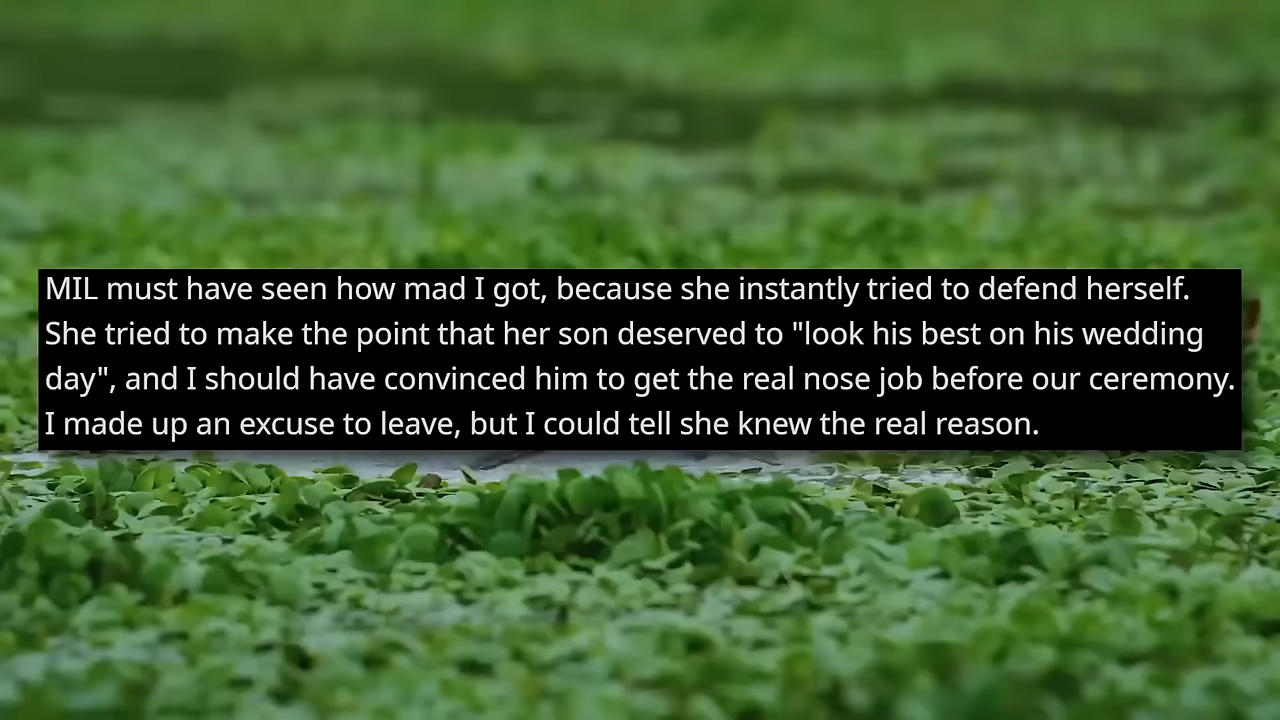 MIL must have seen how mad I got, because she instantly tried to defend herself.
She tried to make the point that her son deserved to "look his best on his wedding
day", and I should have convinced him to get the real nose job before our ceremony.
I made up an excuse to leave, but I could tell she knew the real reason.